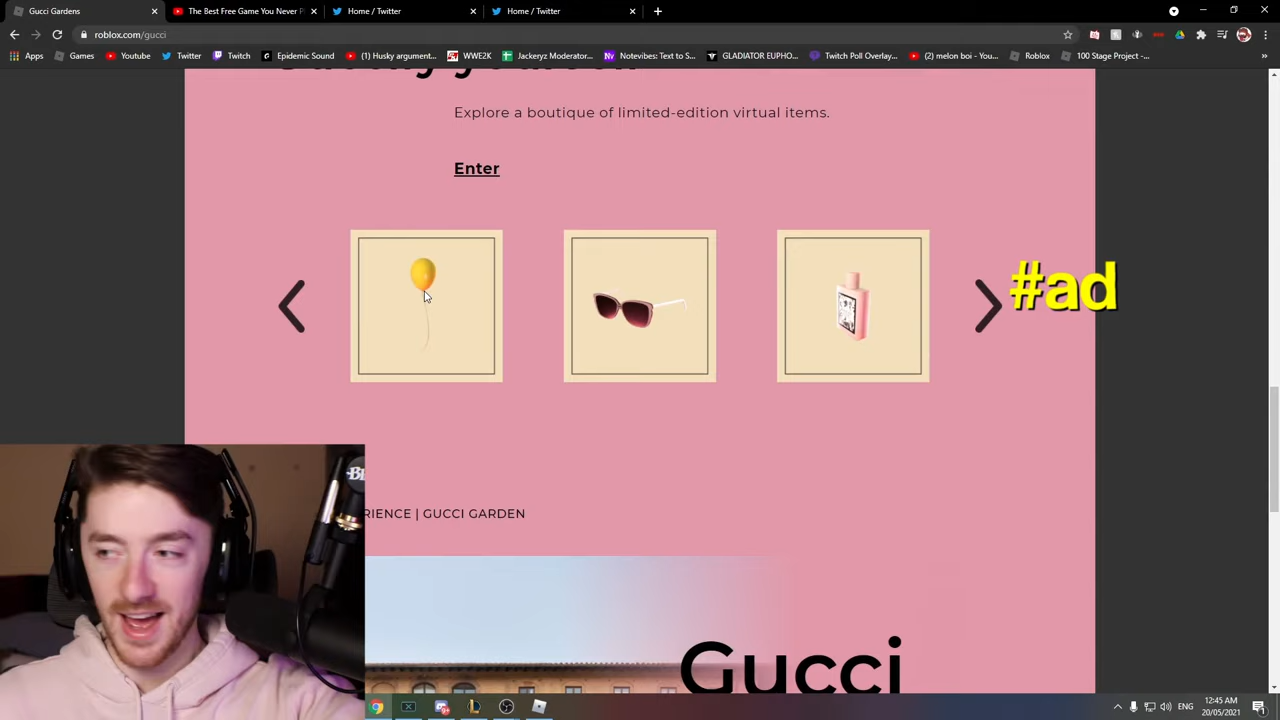 Gucci Gardens
The Best Free Game You Never P
Home / Twitter
Home / Twitter
roblox.com/gucci
Apps
Games
Youtube
Twitter
Twitch
Epidemic Sound
(1) Husky argument...
WWE2K
Jackeryz Moderator...
Notevibes: Text to S...
GLADIATOR EUPHO...
Twitch Poll Overlay...
(2) melon boi - You...
Roblox
100 Stage Project -...
Explore a boutique of limited-edition virtual items.
Enter
#ad
RIENCE | GUCCI GARDEN
Gucci
ENG
12:45 AM
20/05/2021